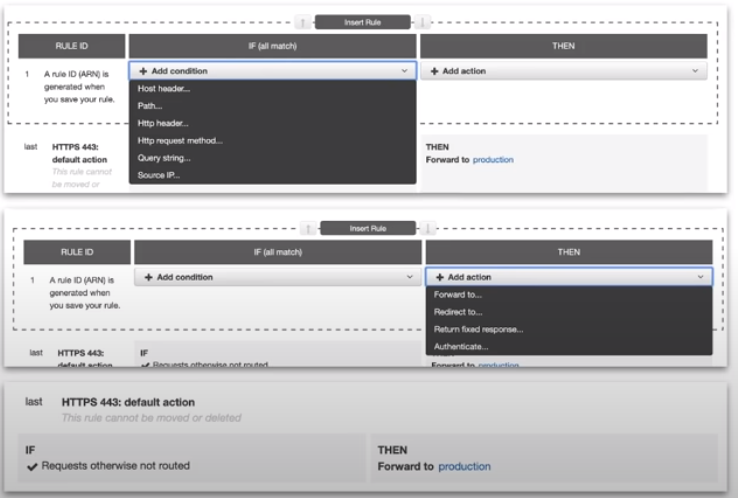 Insert Rule
RULE ID IF (all match) THEN
1 A rule ID (ARN) is generated when you save your rule.
+ Add condition
Host header...
Path...
Http header...
Http request method...
Query string...
Source IP...
+ Add action
last HTTPS 443: default action
This rule cannot be moved or
THEN
Forward to production
Insert Rule
RULE ID IF (all match) THEN
1 A rule ID (ARN) is generated when you save your rule.
+ Add condition
+ Add action
Forward to...
Redirect to...
Return fixed response...
Authenticate...
last HTTPS 443: default action
IF
✔ Requests otherwise not routed
Forward to production
last HTTPS 443: default action
This rule cannot be moved or deleted
IF
✔ Requests otherwise not routed
THEN
Forward to production